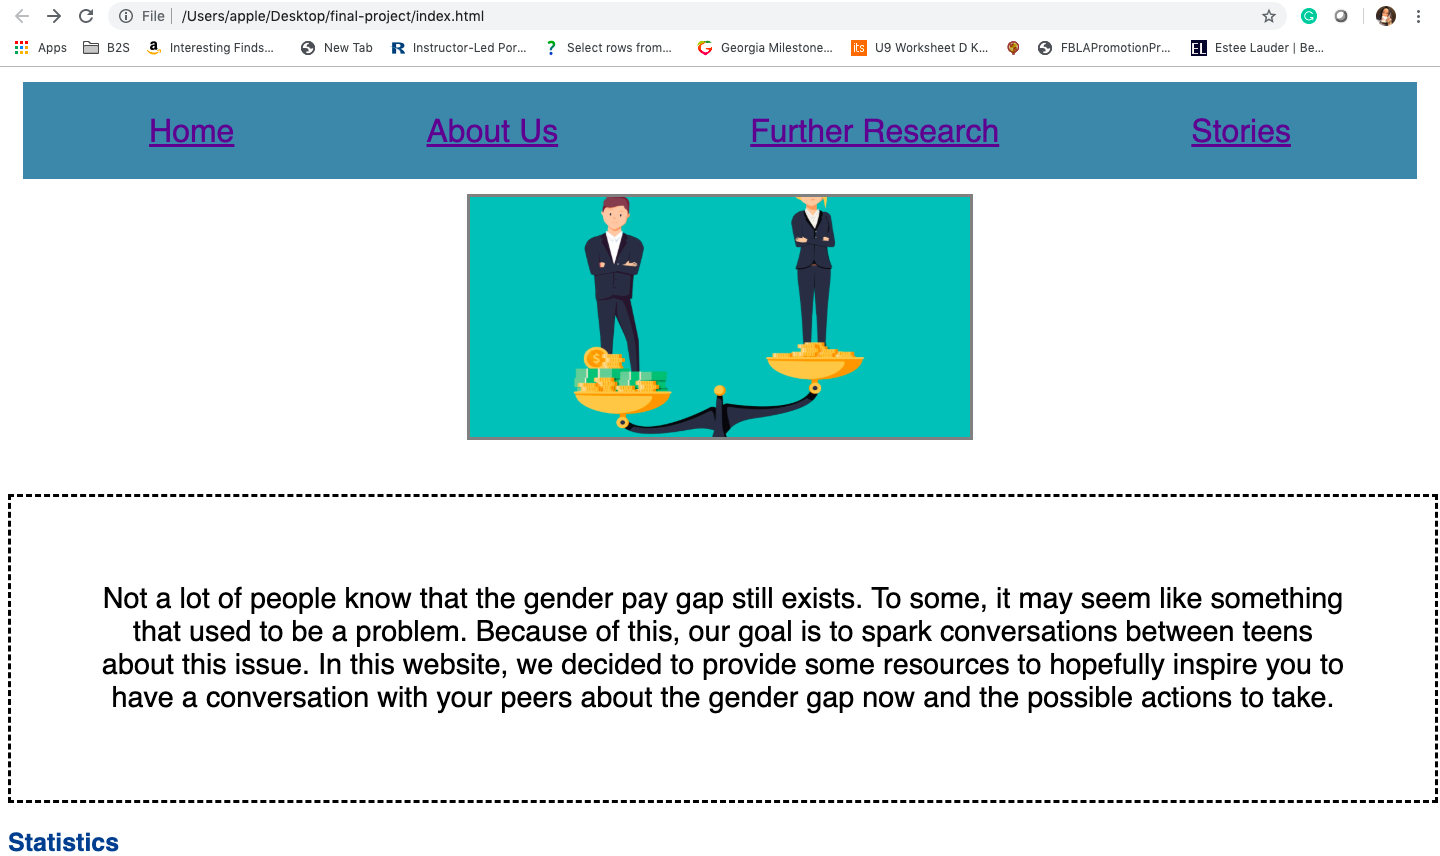 File | /Users/apple/Desktop/final-project/index.html
Apps B2S Interesting Finds... New Tab Instructor-Led Por... Select rows from... Georgia Milestone... U9 Worksheet D K... FBLAPromotionPr... Estee Lauder | Be...
Home About Us Further Research Stories
Not a lot of people know that the gender pay gap still exists. To some, it may seem like something
that used to be a problem. Because of this, our goal is to spark conversations between teens
about this issue. In this website, we decided to provide some resources to hopefully inspire you to
have a conversation with your peers about the gender gap now and the possible actions to take.
Statistics